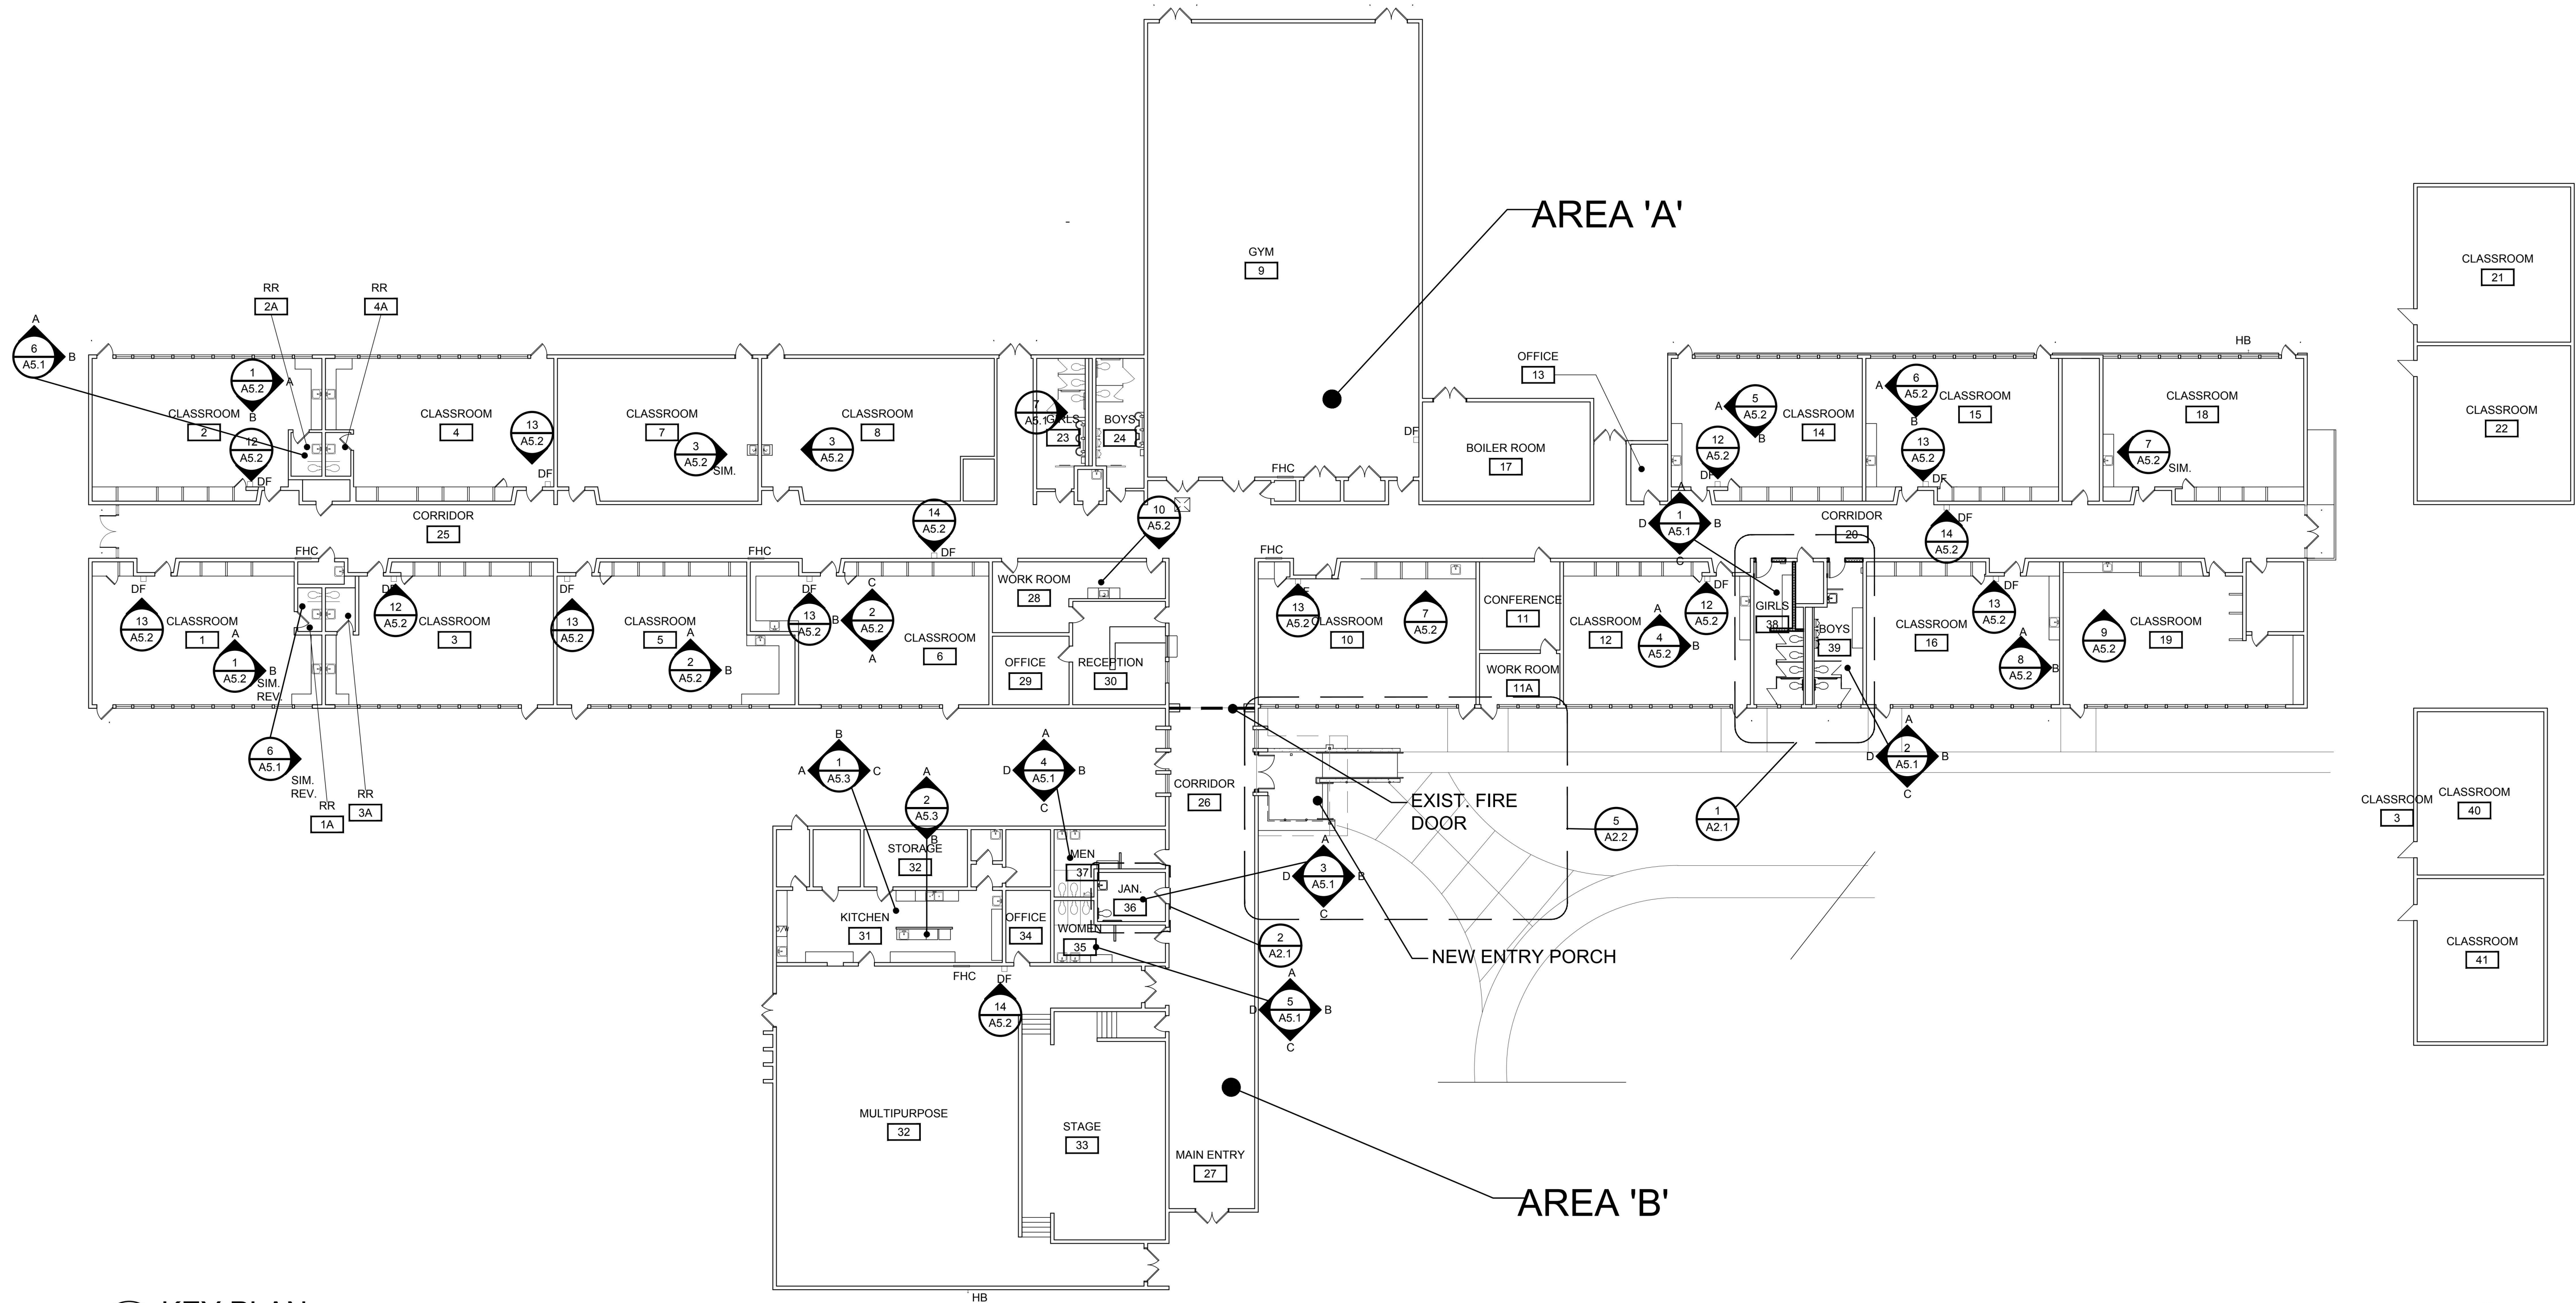 AREA 'A'
GYM
9
CLASSROOM
21
CLASSROOM
22
RR
2A
RR
4A
A
6
A5.1
B
1
A5.2
A
B
CLASSROOM
2
12
A5.2
DF
CLASSROOM
4
13
A5.2
DF
CLASSROOM
7
3
A5.2
SIM.
3
A5.2
CLASSROOM
8
7
A5.1
GIRLS
23
BOYS
24
DF
FHC
BOILER ROOM
17
OFFICE
13
5
A5.2
A
B
CLASSROOM
14
12
A5.2
DF
6
A5.2
A
B
CLASSROOM
15
13
A5.2
DF
HB
CLASSROOM
18
7
A5.2
SIM.
CORRIDOR
25
14
A5.2
DF
10
A5.2
A
1
A5.1
D
B
C
CORRIDOR
20
14
A5.2
DF
FHC
FHC
FHC
DF
13
A5.2
CLASSROOM
1
A
1
A5.2
B
SIM.
REV.
DF
12
A5.2
CLASSROOM
3
DF
13
A5.2
CLASSROOM
5
A
2
A5.2
B
DF
13
A5.2
C
2
A5.2
B
A
CLASSROOM
6
WORK ROOM
28
OFFICE
29
RECEPTION
30
13
A5.2
CLASSROOM
10
7
A5.2
CONFERENCE
11
WORK ROOM
11A
CLASSROOM
12
A
4
A5.2
B
12
A5.2
DF
GIRLS
38
BOYS
39
CLASSROOM
16
13
A5.2
DF
A
8
A5.2
B
9
A5.2
CLASSROOM
19
6
A5.1
SIM.
REV.
RR
1A
RR
3A
B
1
A5.3
A
C
A
2
A5.3
B
A
4
A5.1
D
B
C
CORRIDOR
26
EXIST. FIRE
DOOR
5
A2.2
1
A2.1
A
2
A5.1
D
B
C
CLASSROOM
3
CLASSROOM
40
CLASSROOM
41
STORAGE
32
MEN
37
JAN.
36
KITCHEN
31
OFFICE
34
WOMEN
35
A
3
A5.1
D
B
C
2
A2.1
NEW ENTRY PORCH
FHC
DF
14
A5.2
A
5
A5.1
D
B
C
MULTIPURPOSE
32
STAGE
33
MAIN ENTRY
27
AREA 'B'
HB
KEY PLAN